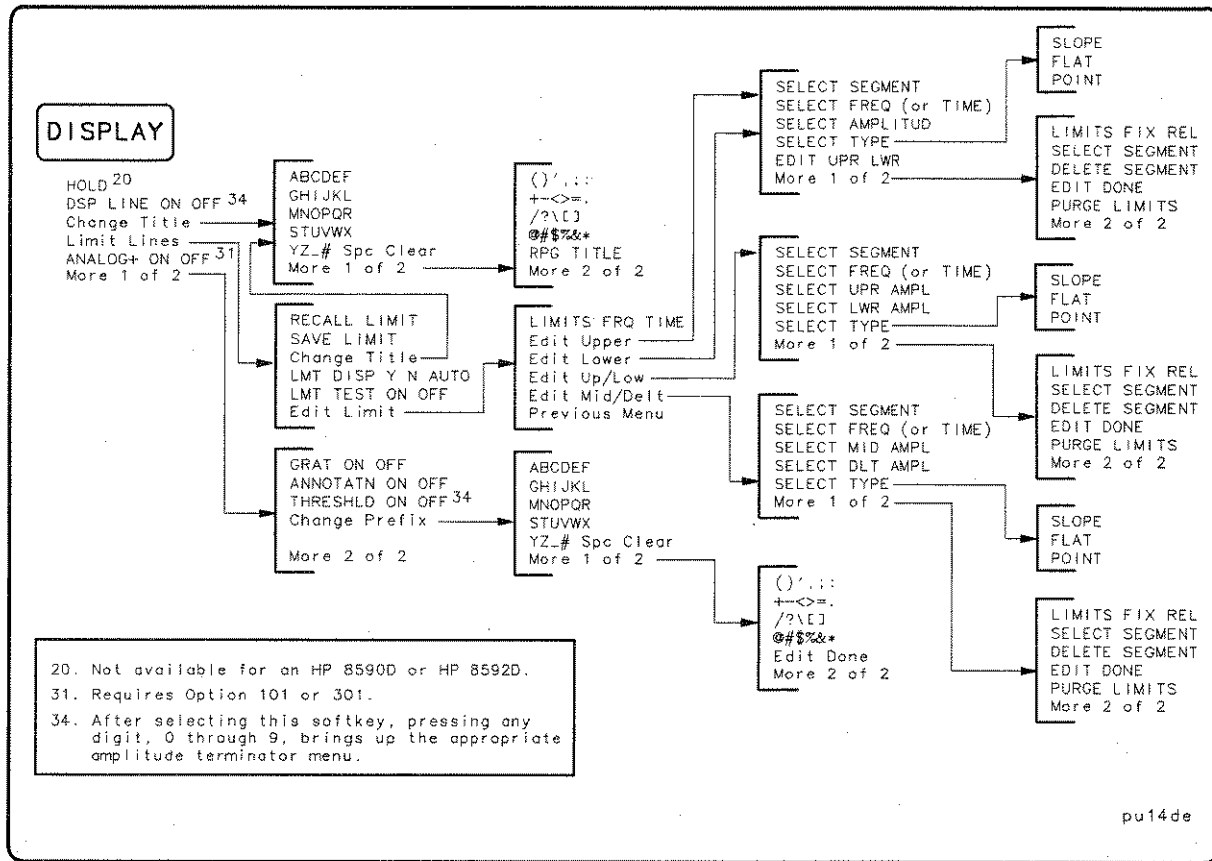 DISPLAY
HOLD 20
DSP LINE ON OFF 34
Change Title
Limit Lines
ANALOG+ ON OFF 31
More 1 of 2
ABCDEF
GHIJKL
MNOPQR
STUVWX
YZ_# Spc Clear
More 1 of 2
()',;:
+-<>=.
/?\[]
@#$%&*
RPG TITLE
More 2 of 2
RECALL LIMIT
SAVE LIMIT
Change Title
LMT DISP Y N AUTO
LMT TEST ON OFF
Edit Limit
LIMITS FRQ TIME
Edit Upper
Edit Lower
Edit Up/Low
Edit Mid/Delt
Previous Menu
GRAT ON OFF
ANNOTATN ON OFF
THRESHLD ON OFF 34
Change Prefix
More 2 of 2
ABCDEF
GHIJKL
MNOPQR
STUVWX
YZ_# Spc Clear
More 1 of 2
()',;:
+-<>=.
/?\[]
@#$%&*
Edit Done
More 2 of 2
SELECT SEGMENT
SELECT FREQ (or TIME)
SELECT AMPLITUD
SELECT TYPE
EDIT UPR LWR
More 1 of 2
SLOPE
FLAT
POINT
LIMITS FIX REL
SELECT SEGMENT
DELETE SEGMENT
EDIT DONE
PURGE LIMITS
More 2 of 2
SELECT SEGMENT
SELECT FREQ (or TIME)
SELECT UPR AMPL
SELECT LWR AMPL
SELECT TYPE
More 1 of 2
SLOPE
FLAT
POINT
LIMITS FIX REL
SELECT SEGMENT
DELETE SEGMENT
EDIT DONE
PURGE LIMITS
More 2 of 2
SELECT SEGMENT
SELECT FREQ (or TIME)
SELECT MID AMPL
SELECT DLT AMPL
SELECT TYPE
More 1 of 2
SLOPE
FLAT
POINT
LIMITS FIX REL
SELECT SEGMENT
DELETE SEGMENT
EDIT DONE
PURGE LIMITS
More 2 of 2
20. Not available for an HP 8590D or HP 8592D.
31. Requires Option 101 or 301.
34. After selecting this softkey, pressing any
digit, 0 through 9, brings up the appropriate
amplitude terminator menu.
pu14de